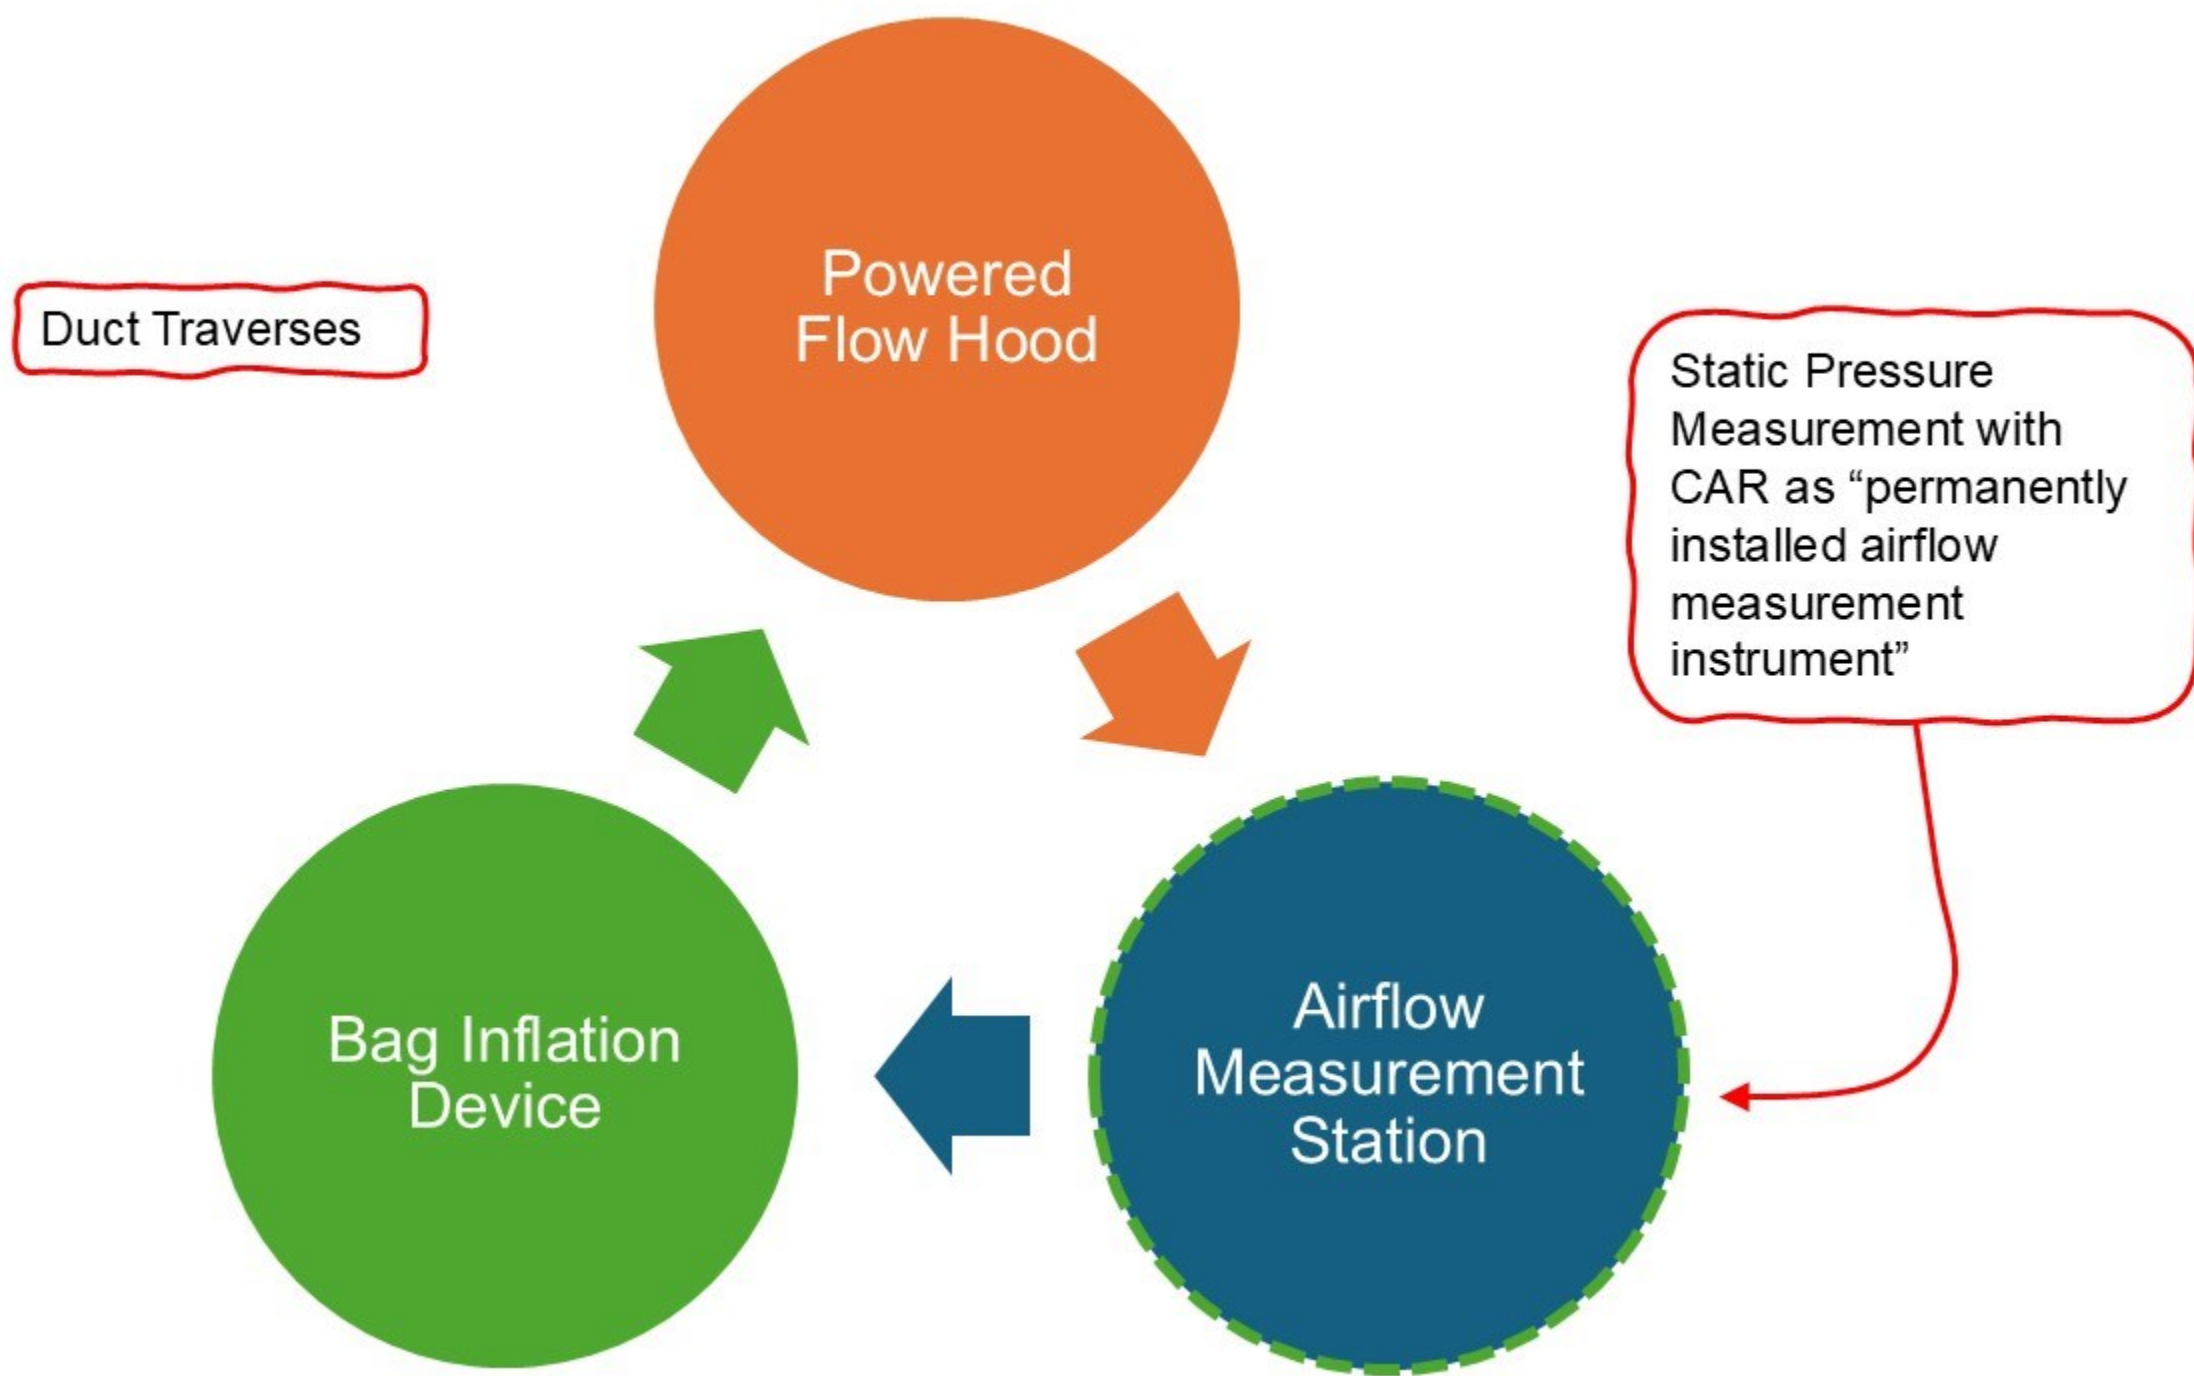 Powered
Flow Hood
Duct Traverses
Static Pressure
Measurement with
CAR as “permanently
installed airflow
measurement
instrument”
Bag Inflation
Device
Airflow
Measurement
Station